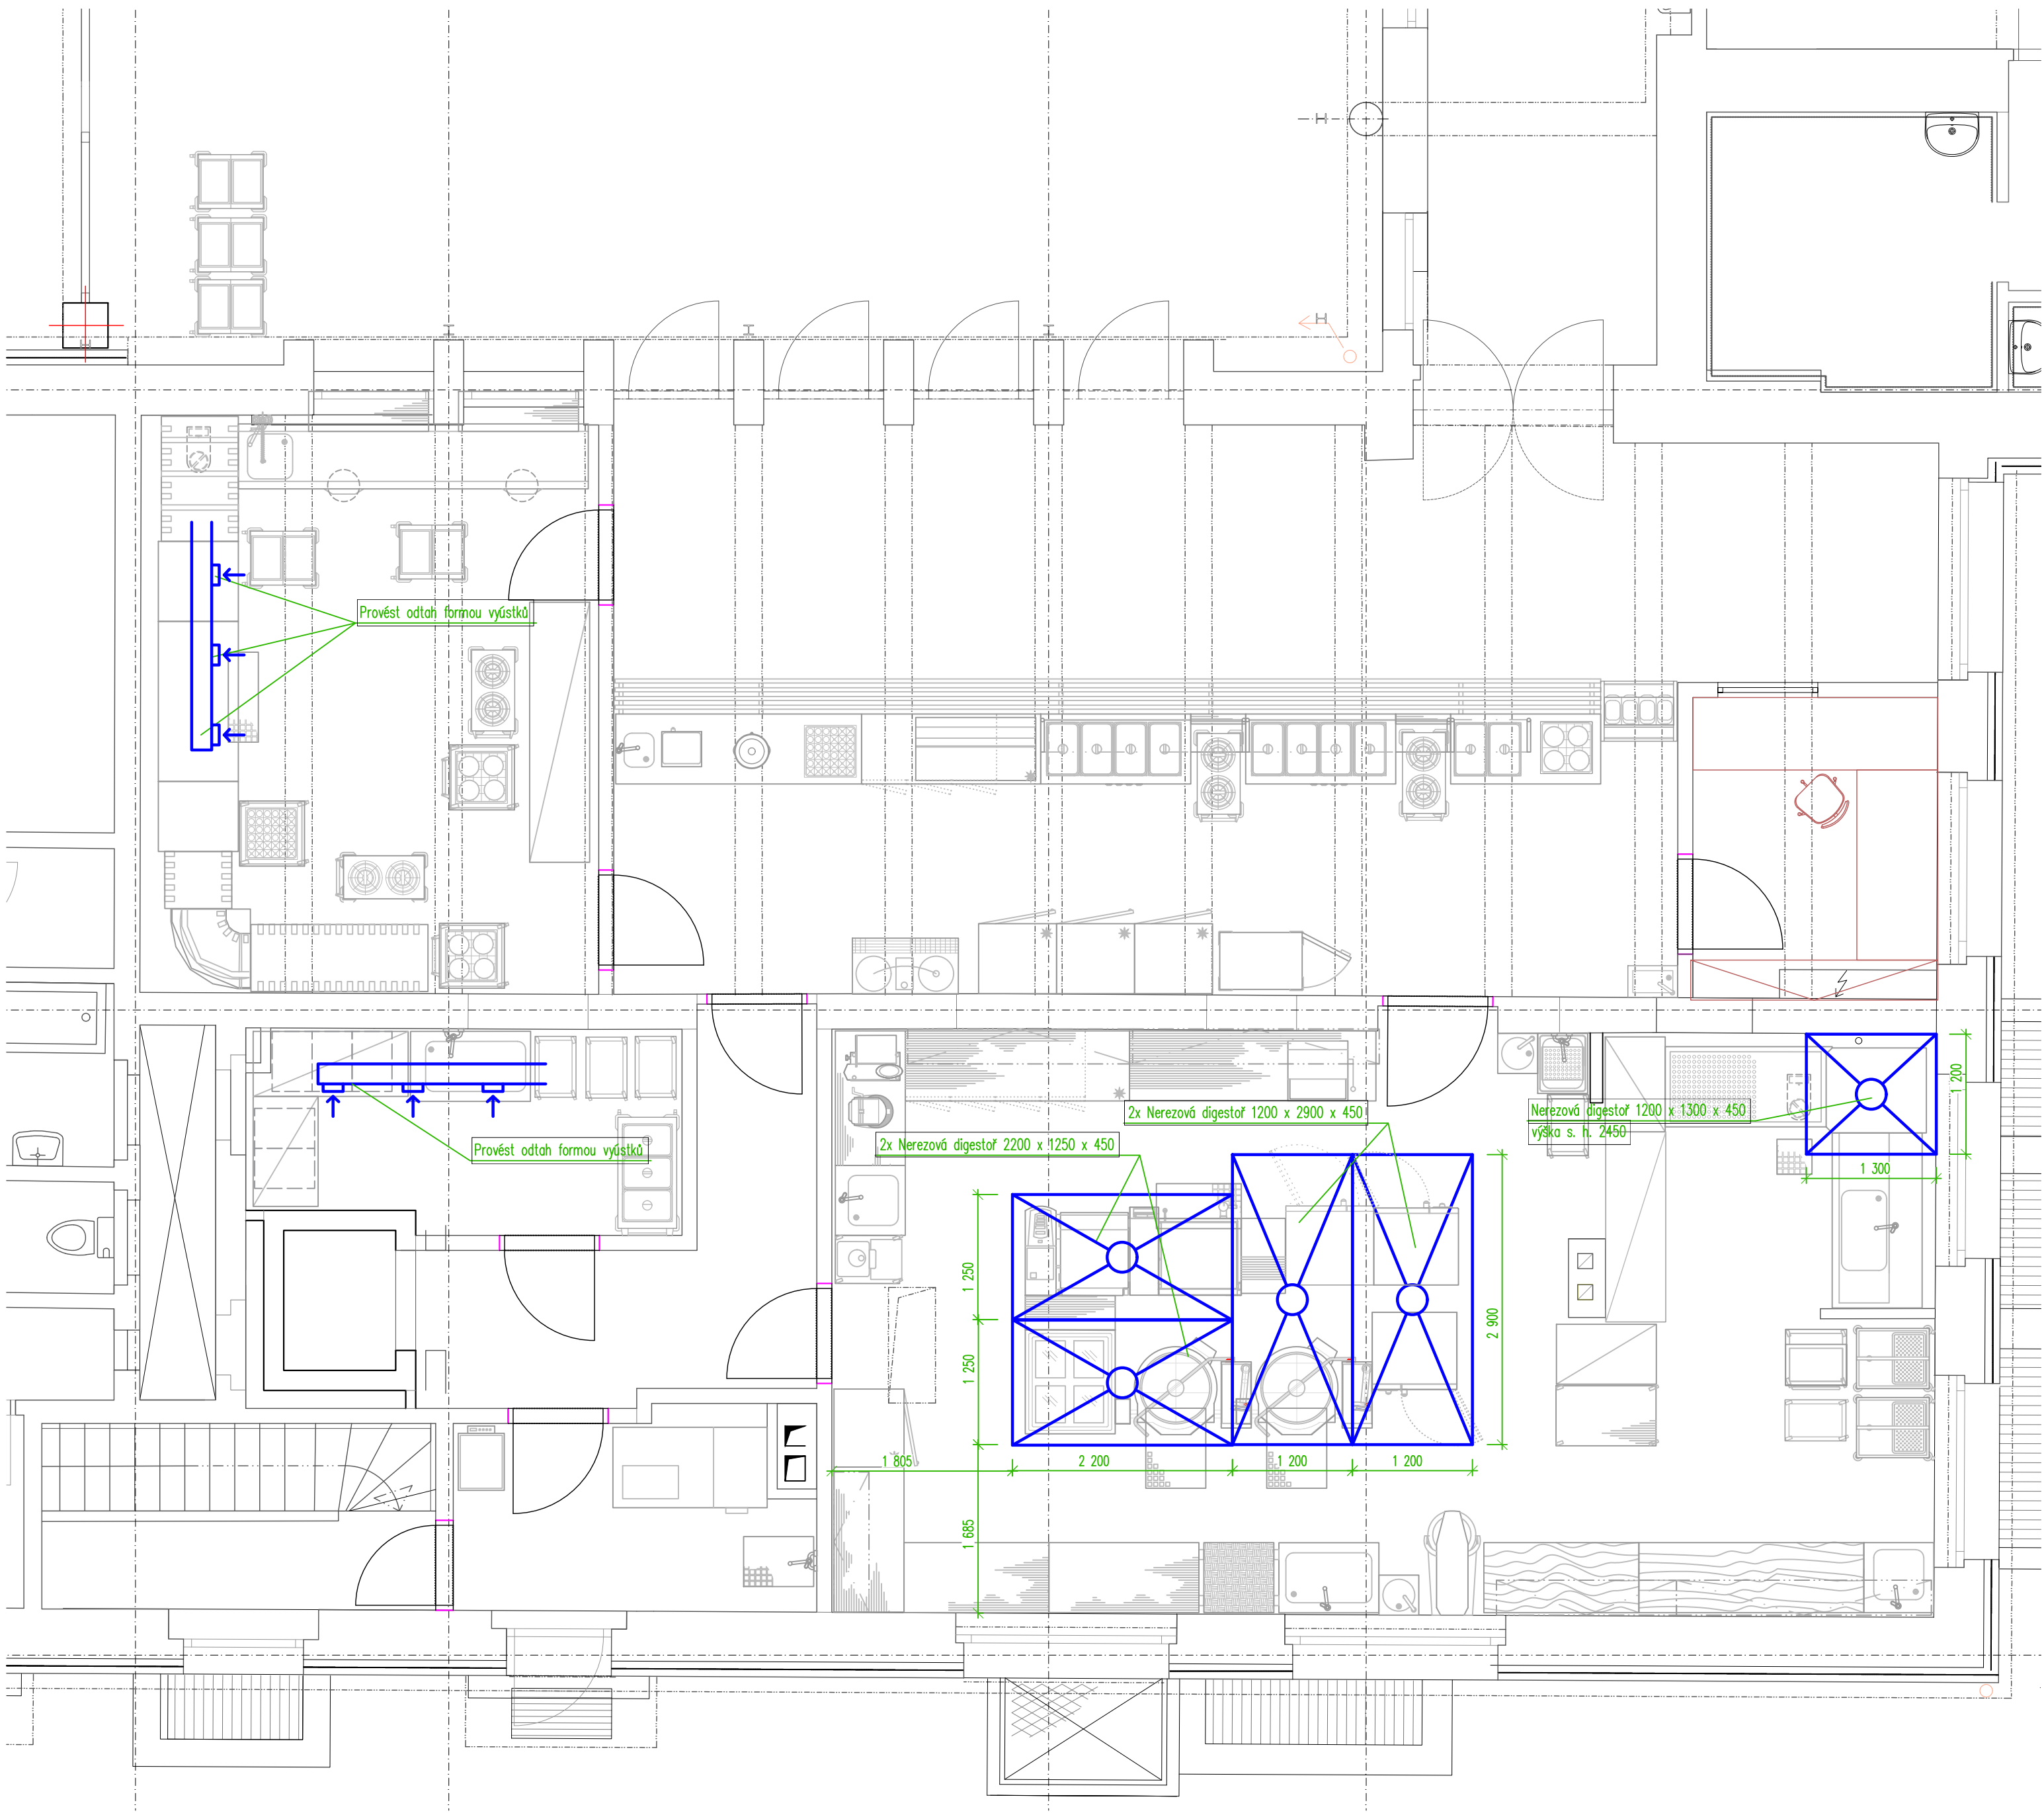 Provést odtah formou vyústků
2x Nerezová digestoř 1200 x 2900 x 450
Nerezová digestoř 1200 x 1300 x 450
výška s. h. 2450
2x Nerezová digestoř 2200 x 1250 x 450
Provést odtah formou vyústků
1 200
1 300
1 250
1 250
2 900
1 805
2 200
1 200
1 200
1 685